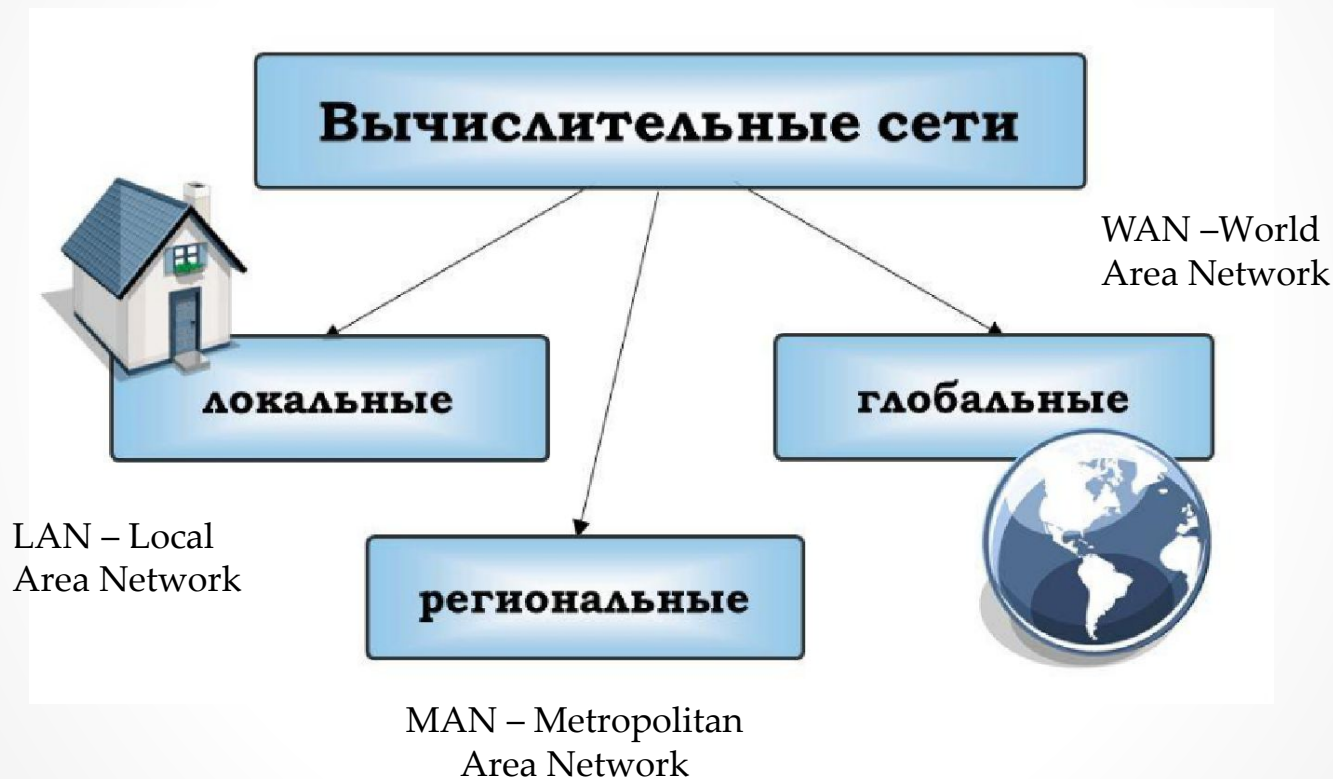 Вычислительные сети
WAN –World
Area Network
локальные
глобальные
LAN – Local
Area Network
региональные
MAN – Metropolitan
Area Network